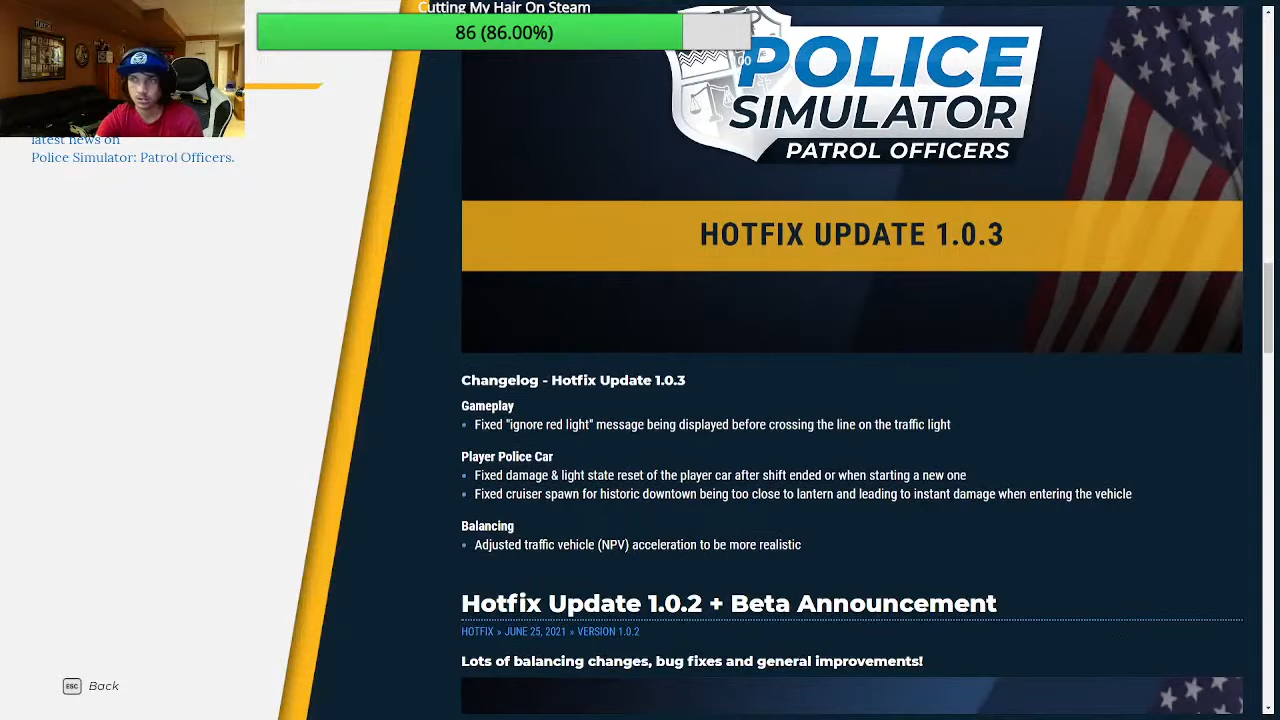 Cutting My Hair On Steam
86 (86.00%)
latest news on
Police Simulator: Patrol Officers.
POLICE
SIMULATOR
PATROL OFFICERS
HOTFIX UPDATE 1.0.3
Changelog - Hotfix Update 1.0.3
Gameplay
• Fixed "ignore red light" message being displayed before crossing the line on the traffic light
Player Police Car
• Fixed damage & light state reset of the player car after shift ended or when starting a new one
• Fixed cruiser spawn for historic downtown being too close to lantern and leading to instant damage when entering the vehicle
Balancing
• Adjusted traffic vehicle (NPV) acceleration to be more realistic
Hotfix Update 1.0.2 + Beta Announcement
HOTFIX » JUNE 25, 2021 » VERSION 1.0.2
Lots of balancing changes, bug fixes and general improvements!
ESC Back